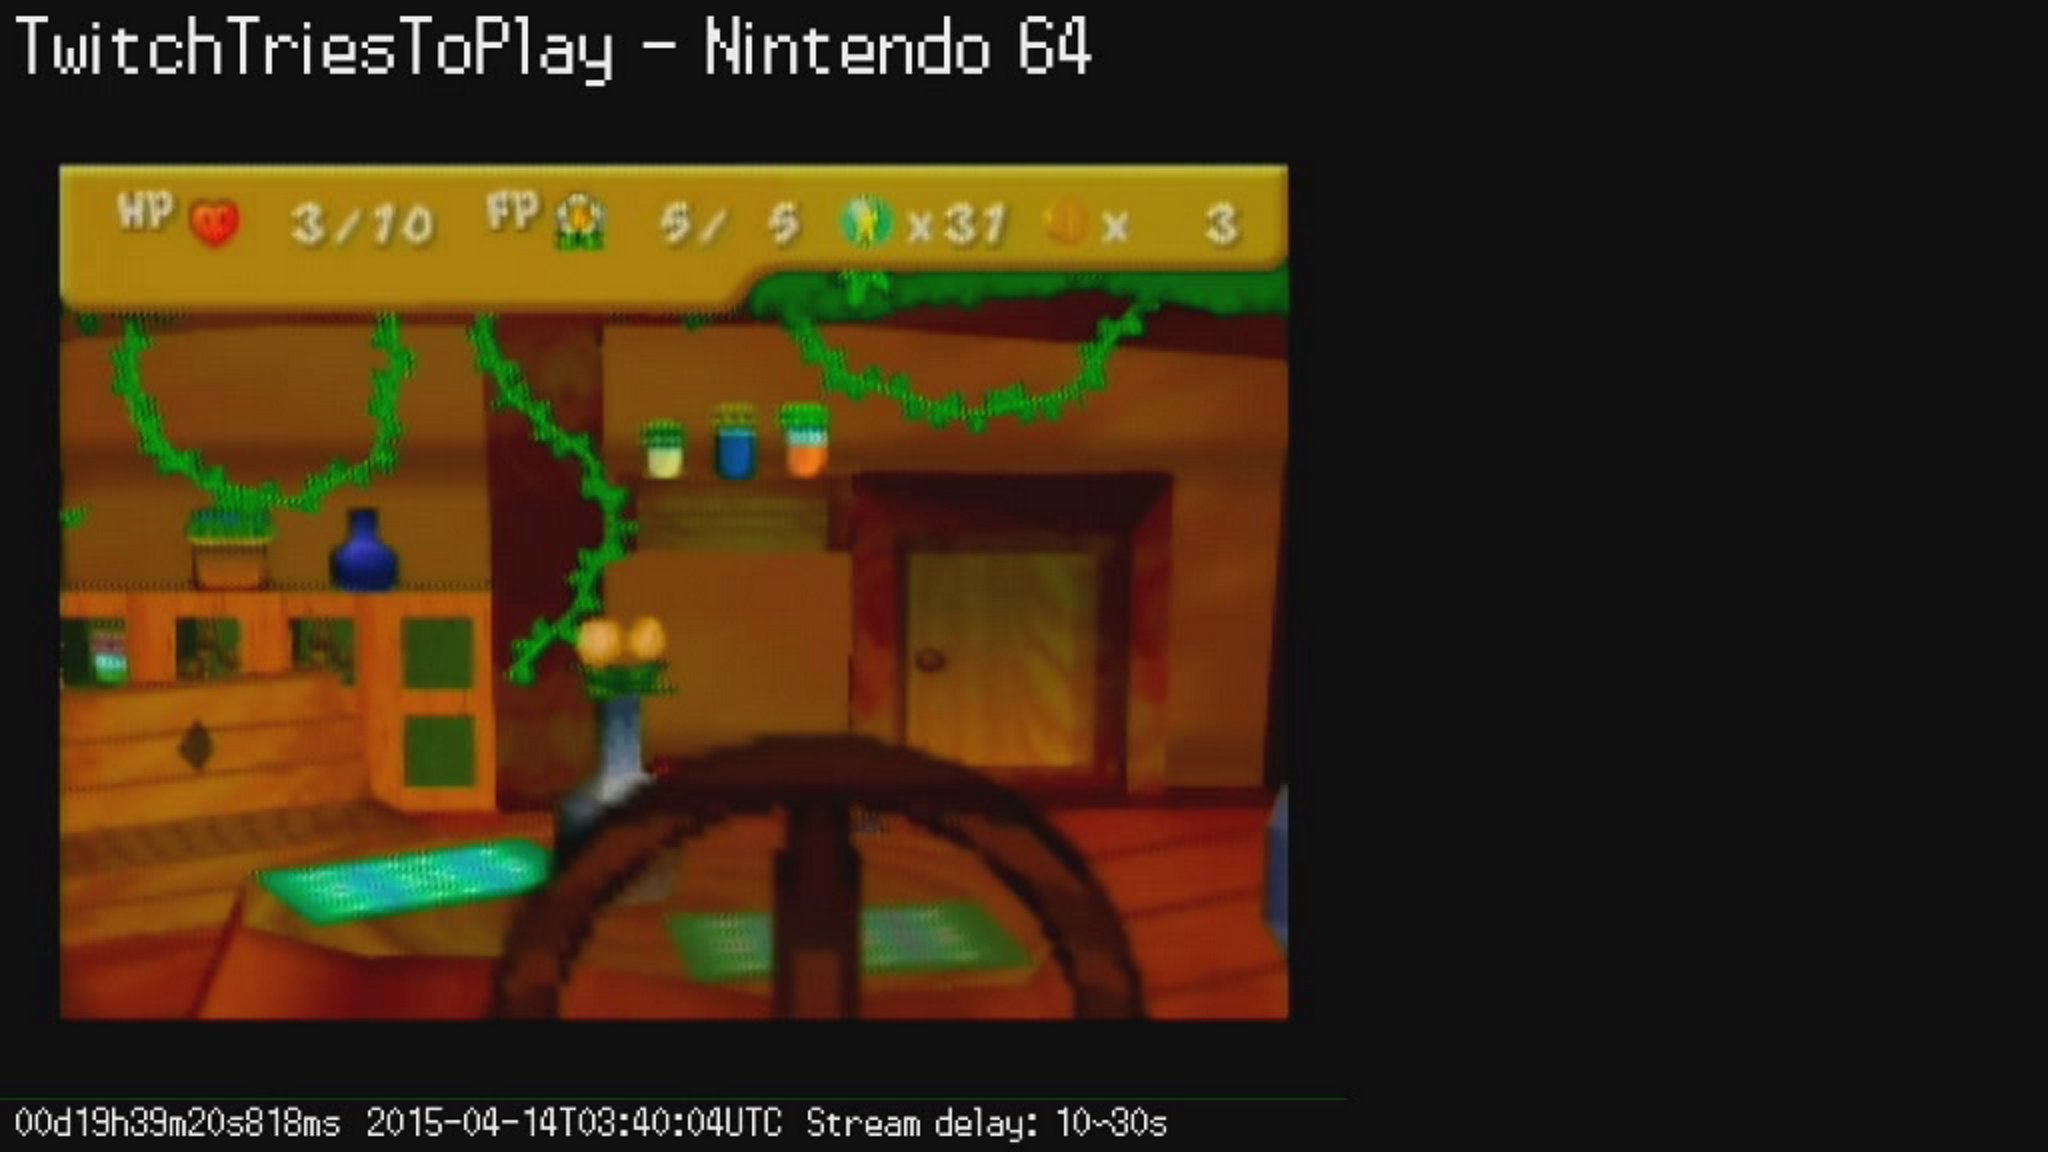 TwitchTriesToPlay - Nintendo 64
HP 3/10 FP 5/ 5 x31 x 3
00d19h39m20s818ms 2015-04-14T03:40:04UTC Stream delay: 10~30s